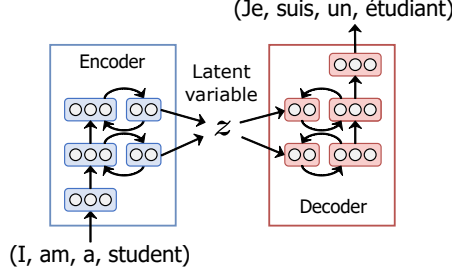 (Je, suis, un, étudiant)
Encoder
Latent
variable
z
Decoder
(I, am, a, student)